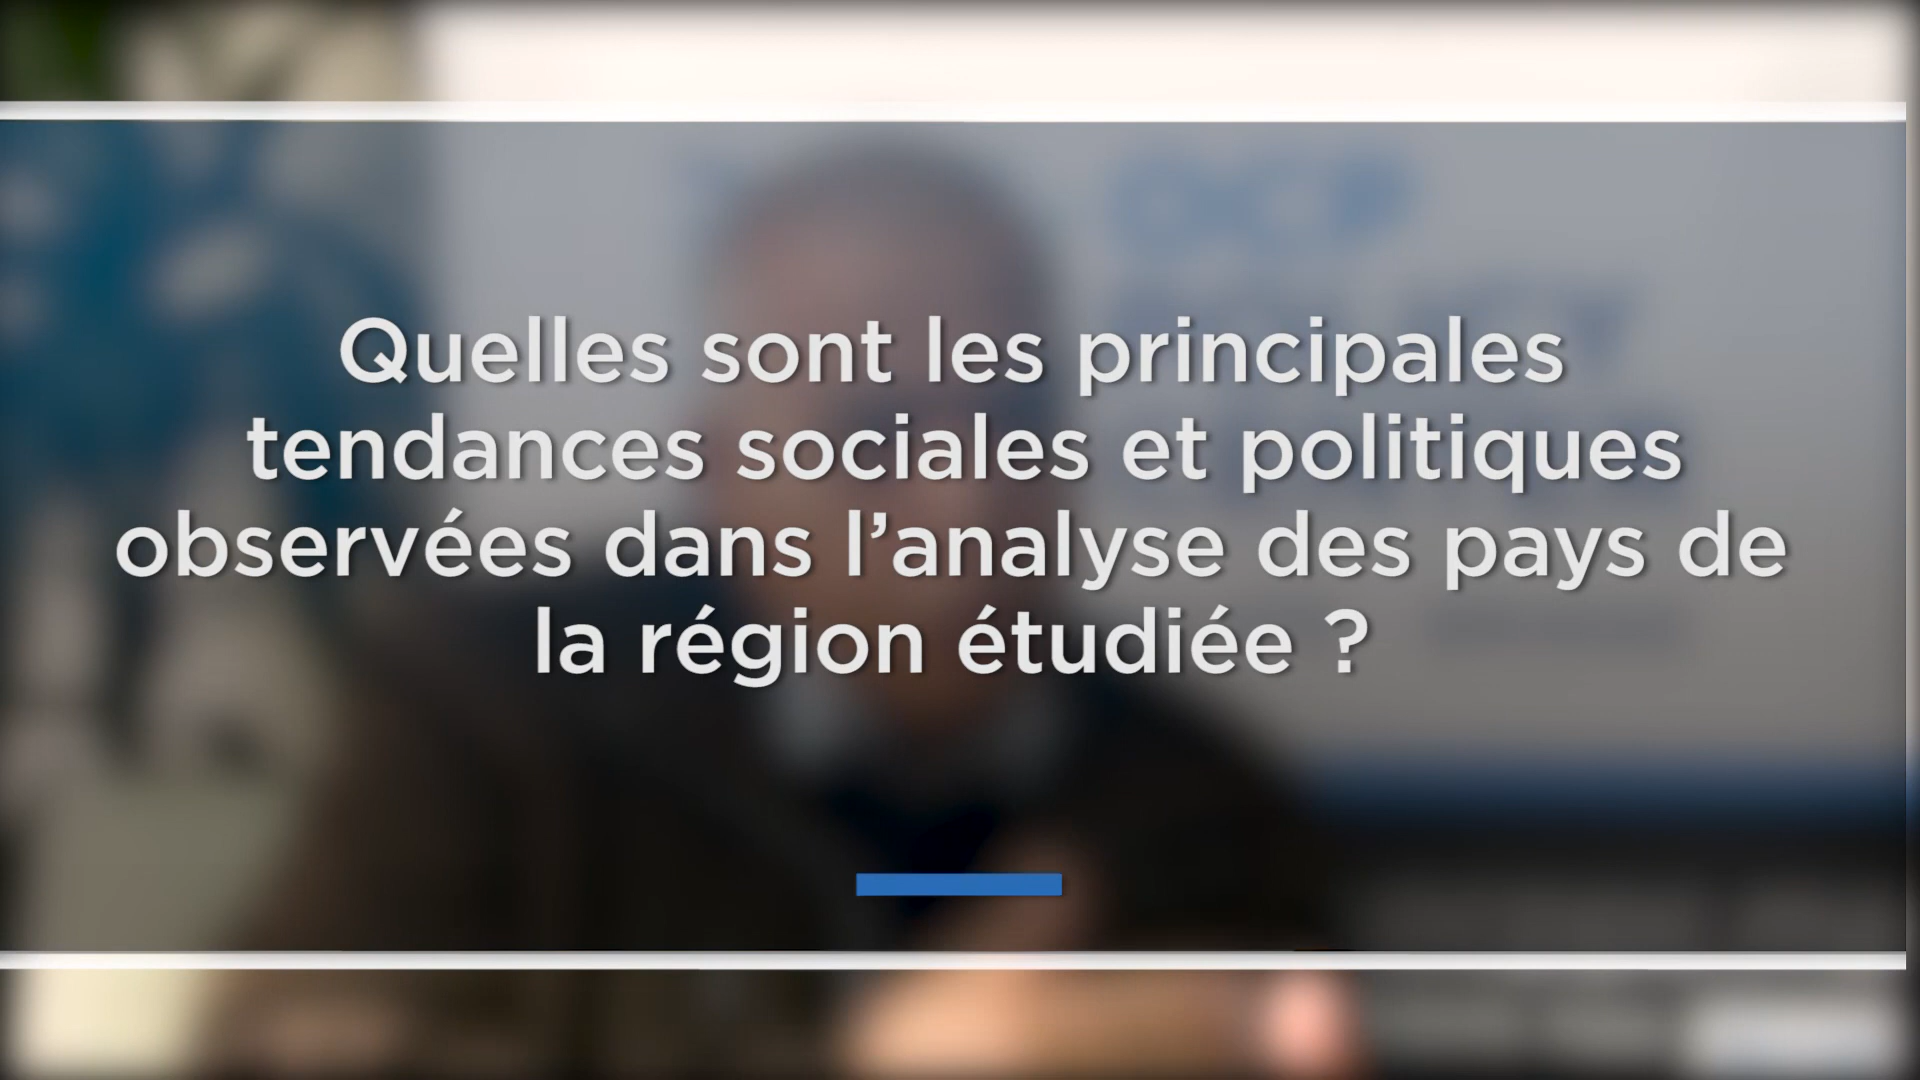 Quelles sont les principales
tendances sociales et politiques
observées dans l’analyse des pays de
la région étudiée ?